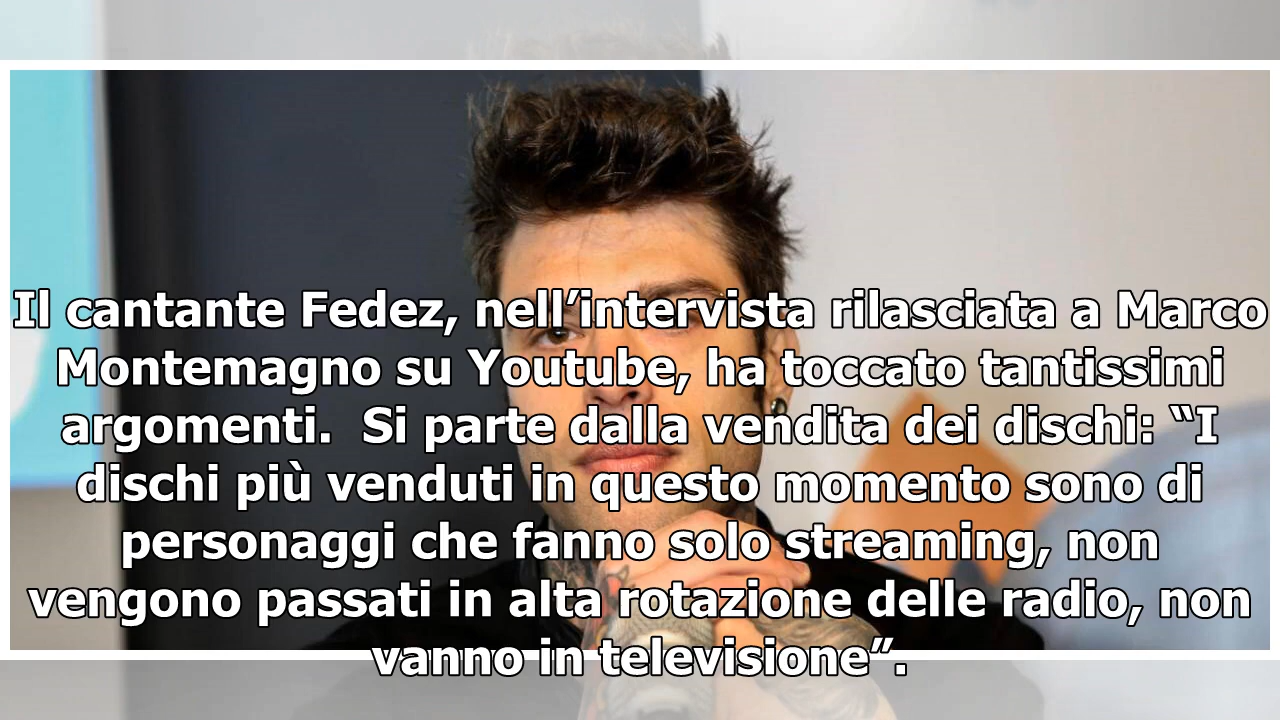 Il cantante Fedez, nell’intervista rilasciata a Marco
Montemagno su Youtube, ha toccato tantissimi
argomenti.  Si parte dalla vendita dei dischi: “I
dischi più venduti in questo momento sono di
personaggi che fanno solo streaming, non
vengono passati in alta rotazione delle radio, non
vanno in televisione”.